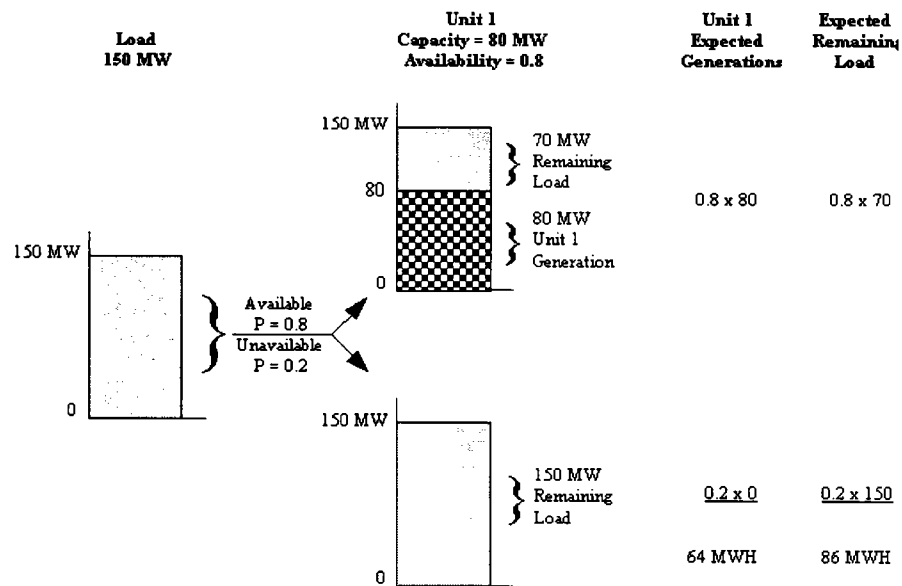 Load
150 MW
Unit 1
Capacity = 80 MW
Availability = 0.8
Unit 1
Expected
Generations
Expected
Remaining
Load
150 MW
80
0
70 MW
Remaining
Load
80 MW
Unit 1
Generation
0.8 x 80
0.8 x 70
150 MW
0
Available
P = 0.8
Unavailable
P = 0.2
150 MW
0
150 MW
Remaining
Load
0.2 x 0
0.2 x 150
64 MWH
86 MWH